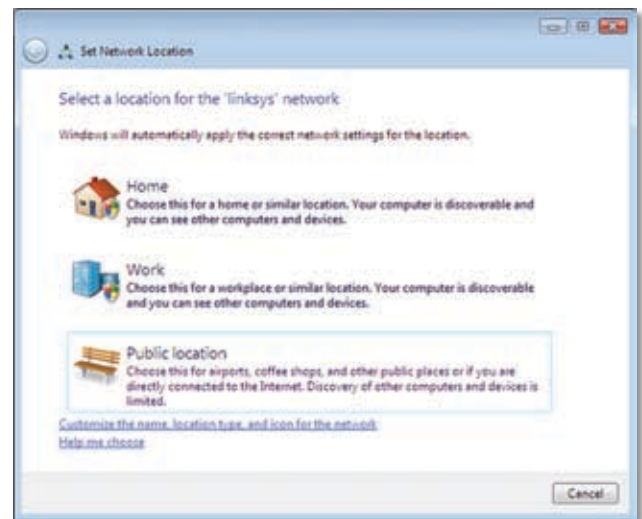 Set Network Location
Select a location for the 'linksys' network
Windows will automatically apply the correct network settings for the location.
Home
Choose this for a home or similar location. Your computer is discoverable and
you can see other computers and devices.
Work
Choose this for a workplace or similar location. Your computer is discoverable
and you can see other computers and devices.
Public location
Choose this for airports, coffee shops, and other public places or if you are
directly connected to the Internet. Discovery of other computers and devices is
limited.
Customize the name, location type, and icon for the network
Help me choose
Cancel